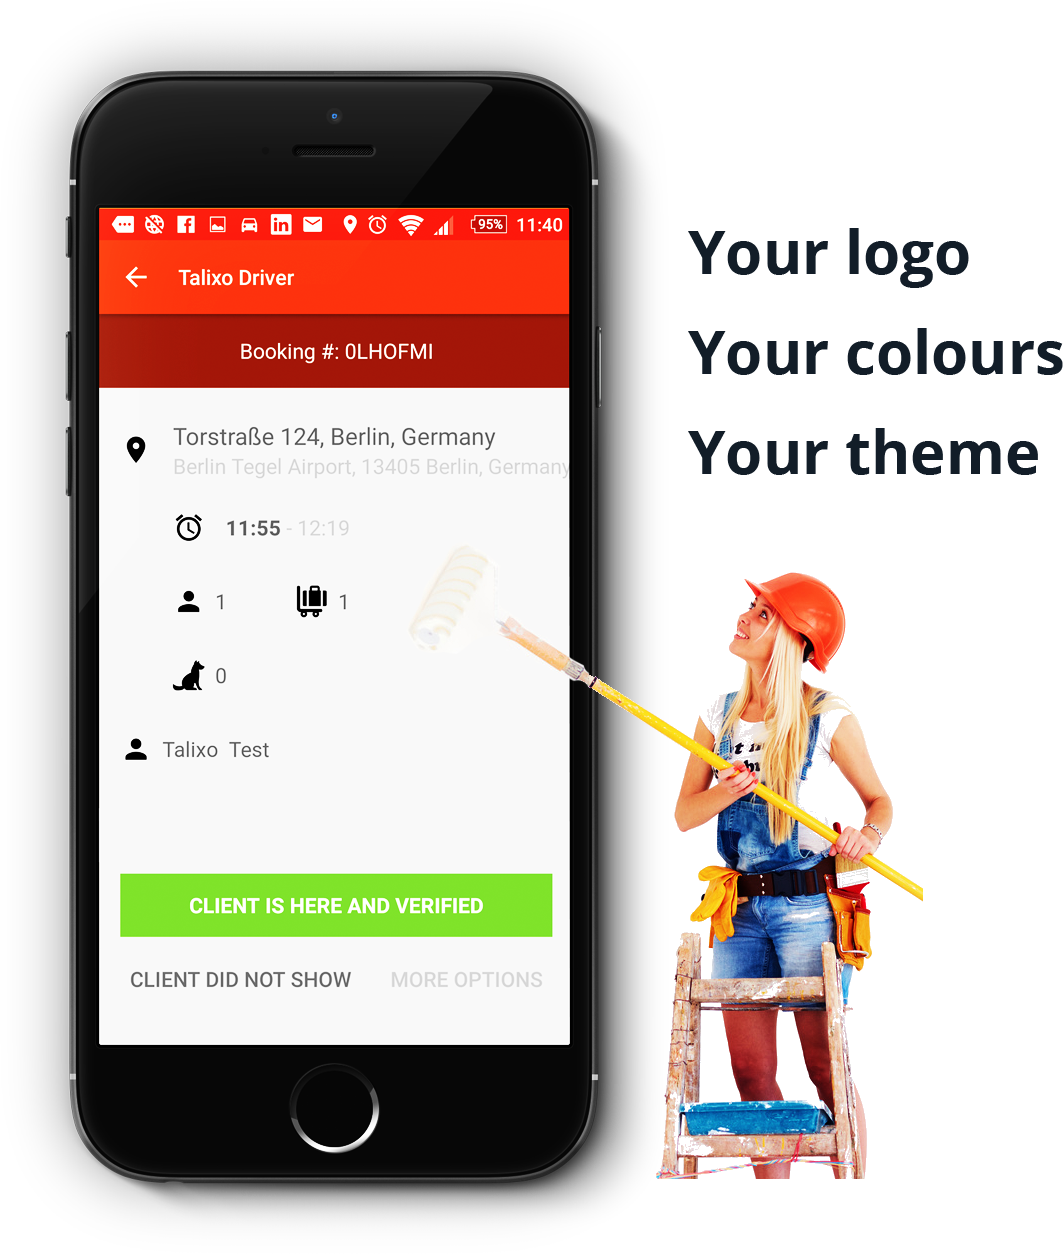 95%
11:40
Talixo Driver
Booking #: 0LHOFMI
Torstraße 124, Berlin, Germany
Berlin Tegel Airport, 13405 Berlin, Germany
11:55 - 12:19
1
1
0
Talixo Test
CLIENT IS HERE AND VERIFIED
CLIENT DID NOT SHOW
MORE OPTIONS
Your logo
Your colours
Your theme